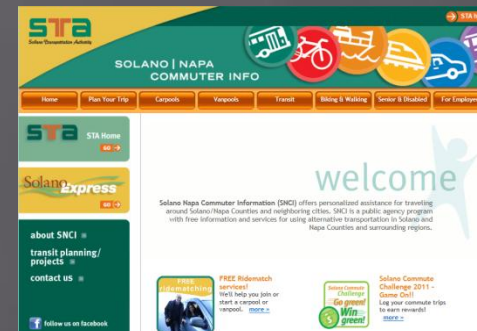 STA
Solano Transportation Authority
STA
SOLANO | NAPA
COMMUTER INFO
Home
Plan Your Trip
Carpools
Vanpools
Transit
Biking & Walking
Senior & Disabled
For Employe
STA
STA Home
GO
Solano Express
GO
about SNCI
transit planning/
projects
contact us
follow us on facebook
welcome
Solano Napa Commuter Information (SNCI) offers personalized assistance for traveling
around Solano/Napa Counties and neighboring cities. SNCI is a public agency program
with free information and services for using alternative transportation in Solano and
Napa Counties and surrounding regions.
FREE
ridematching
FREE Ridematch
services!
We'll help you join or
start a carpool or
vanpool. more »
Solano Commute
Challenge
Go green!
Win
green!
Solano Commute
Challenge 2011 -
Game On!!
Log your commute trips
to earn rewards!
more »